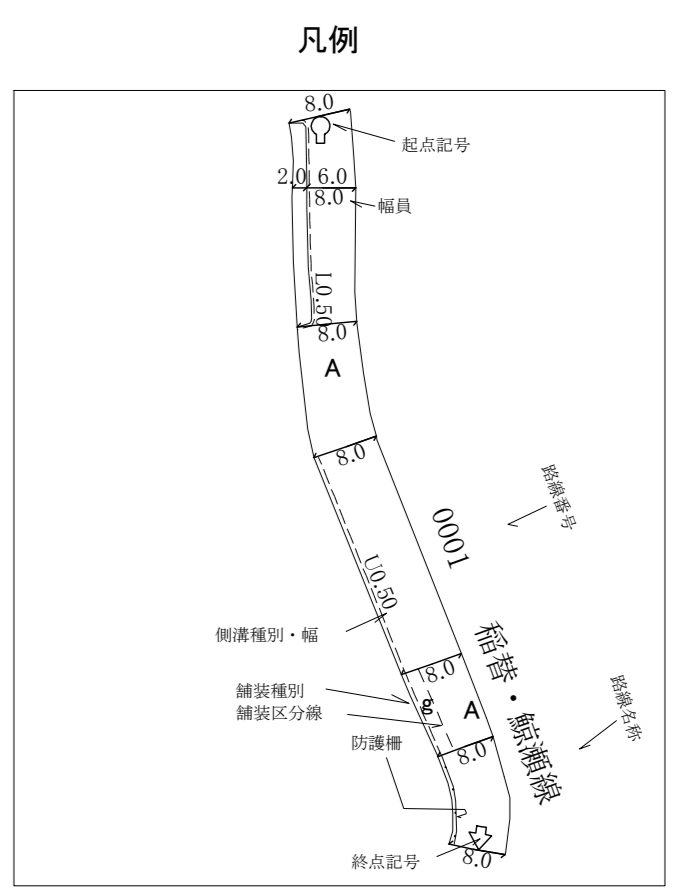 凡例
8.0
起点記号
2.0 6.0
8.0
幅員
L0.50
8.0
A
8.0
路線番号
0001
U0.50
側溝種別・幅
稲替・鯨瀬線
8.0
路線名称
舗装種別
g
A
舗装区分線
防護柵
8.0
終点記号
8.0